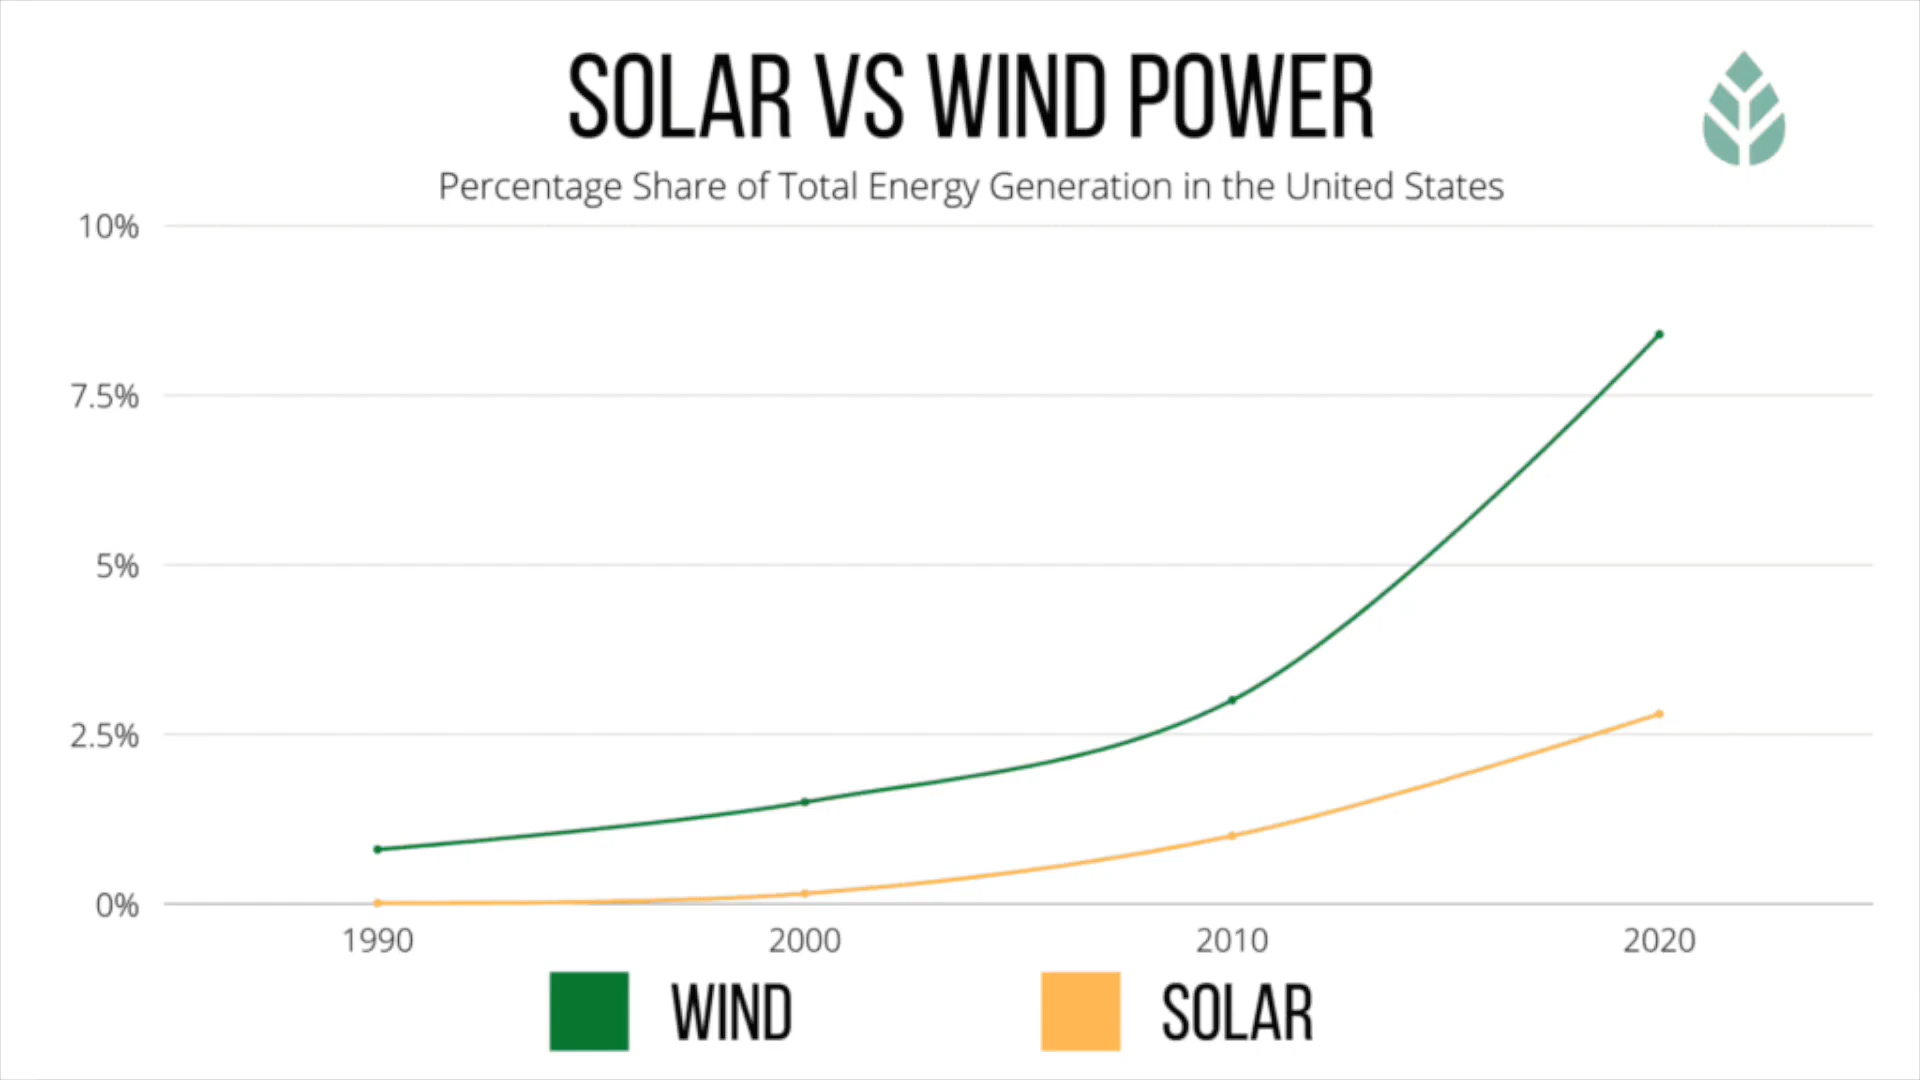 SOLAR VS WIND POWER
Percentage Share of Total Energy Generation in the United States
10%
7.5%
5%
2.5%
0%
1990 2000 2010 2020
WIND SOLAR